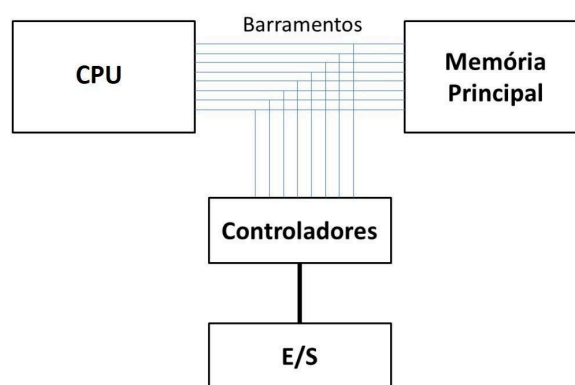 Barramentos
CPU
Memória
Principal
Controladores
E/S